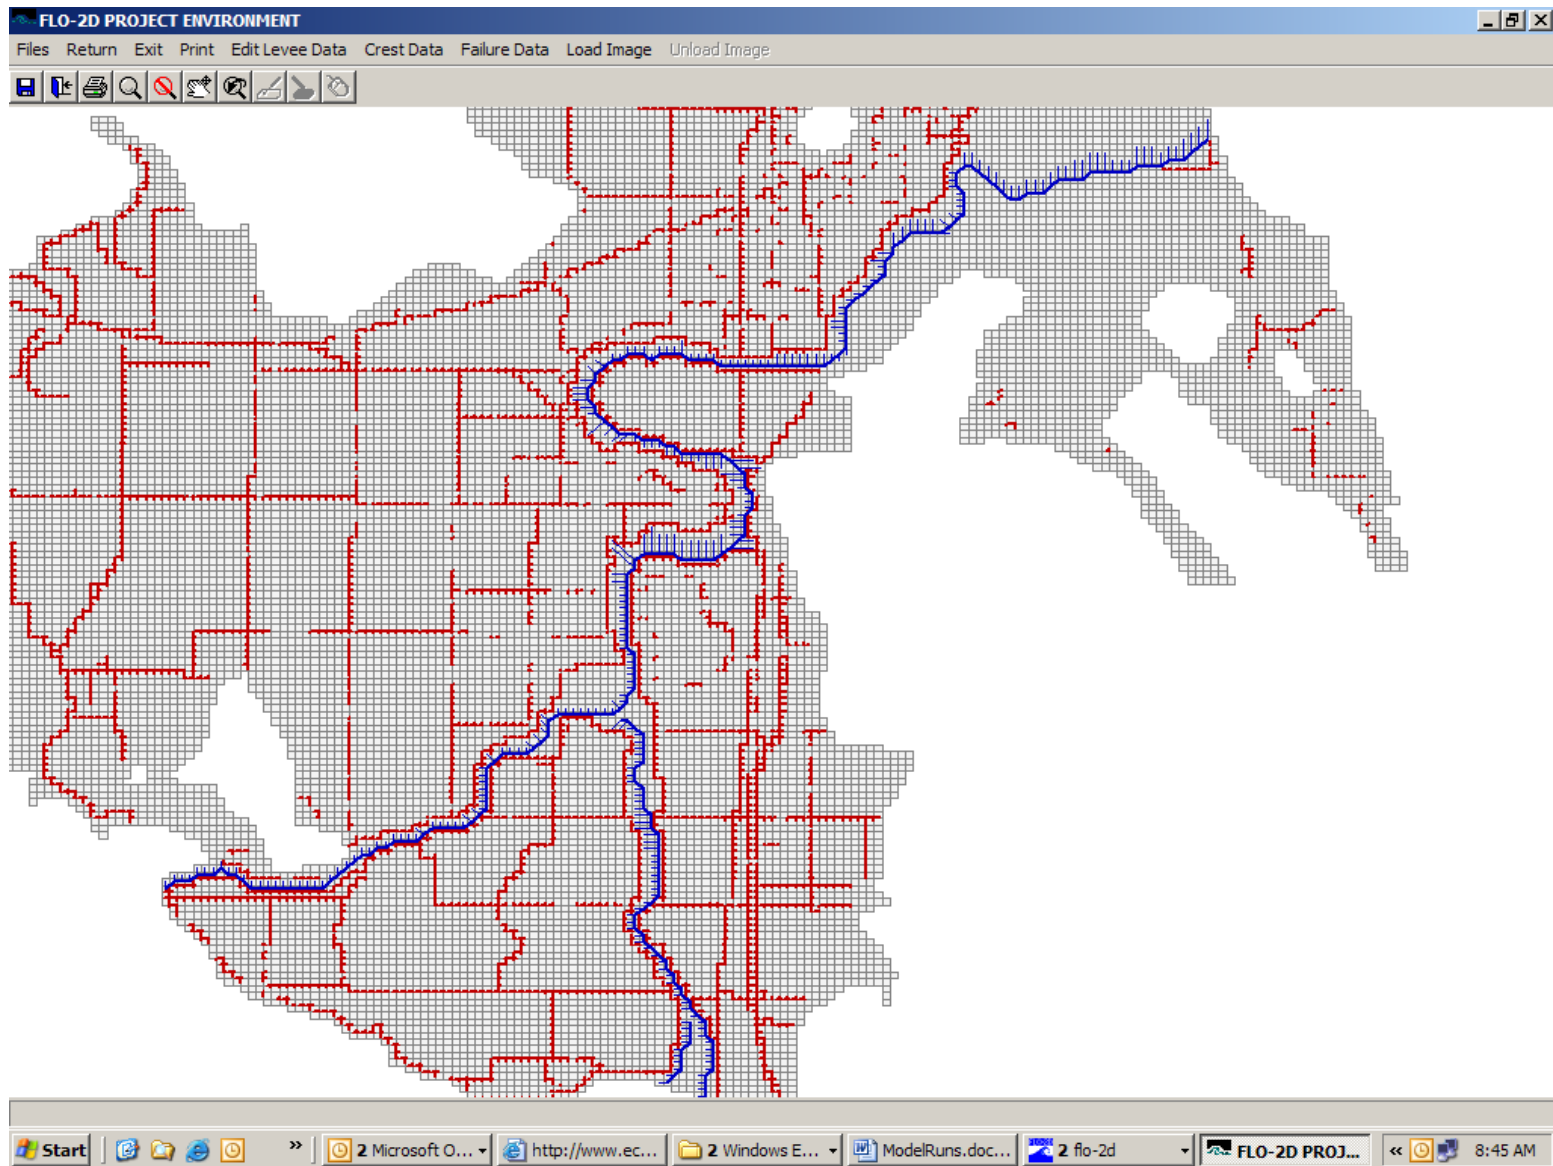 FLO-2D PROJECT ENVIRONMENT
Files Return Exit Print Edit Levee Data Crest Data Failure Data Load Image Unload Image
Start » 2 Microsoft O... http://www.ec... 2 Windows E... ModelRuns.doc... 2 flo-2d FLO-2D PROJ... « 8:45 AM